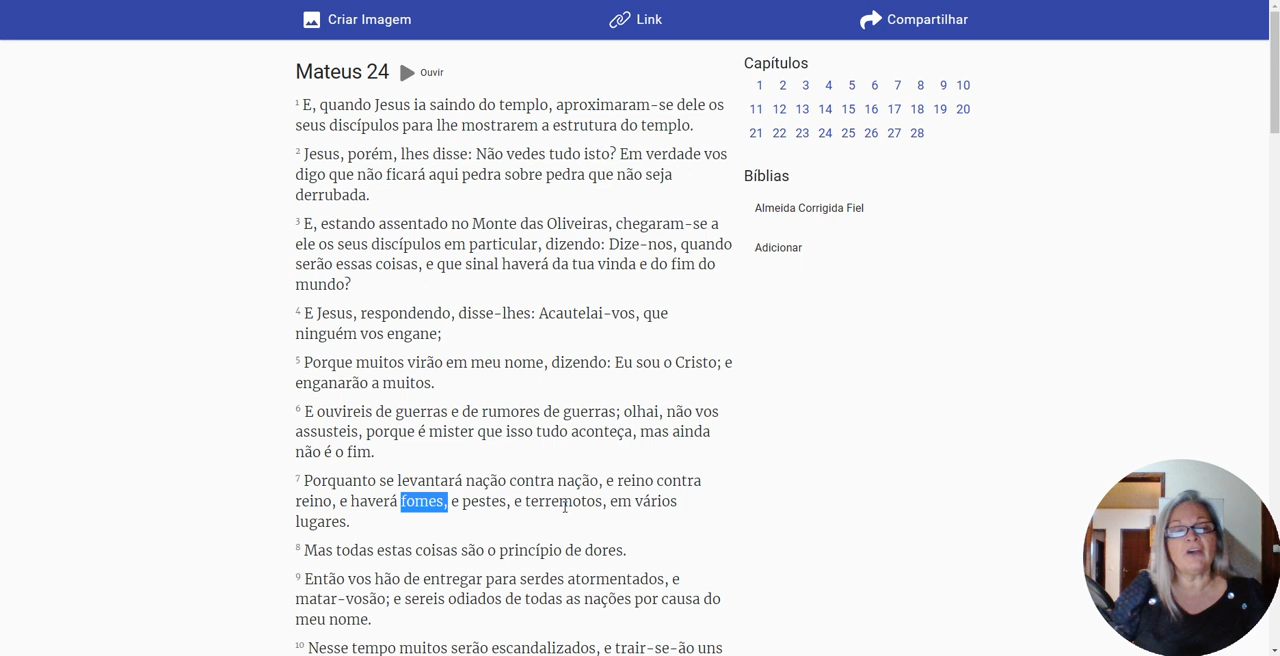 Criar Imagem Link Compartilhar
Mateus 24 Ouvir
1 E, quando Jesus ia saindo do templo, aproximaram-se dele os
seus discípulos para lhe mostrarem a estrutura do templo.
2 Jesus, porém, lhes disse: Não vedes tudo isto? Em verdade vos
digo que não ficará aqui pedra sobre pedra que não seja
derrubada.
3 E, estando assentado no Monte das Oliveiras, chegaram-se a
ele os seus discípulos em particular, dizendo: Dize-nos, quando
serão essas coisas, e que sinal haverá da tua vinda e do fim do
mundo?
4 E Jesus, respondendo, disse-lhes: Acautelai-vos, que
ninguém vos engane;
5 Porque muitos virão em meu nome, dizendo: Eu sou o Cristo; e
enganarão a muitos.
6 E ouvireis de guerras e de rumores de guerras; olhai, não vos
assusteis, porque é mister que isso tudo aconteça, mas ainda
não é o fim.
7 Porquanto se levantará nação contra nação, e reino contra
reino, e haverá fomes, e pestes, e terremotos, em vários
lugares.
8 Mas todas estas coisas são o princípio de dores.
9 Então vos hão de entregar para serdes atormentados, e
matar-vosão; e sereis odiados de todas as nações por causa do
meu nome.
10 Nesse tempo muitos serão escandalizados, e trair-se-ão uns
Capítulos
1 2 3 4 5 6 7 8 9 10
11 12 13 14 15 16 17 18 19 20
21 22 23 24 25 26 27 28
Bíblias
Almeida Corrigida Fiel
Adicionar